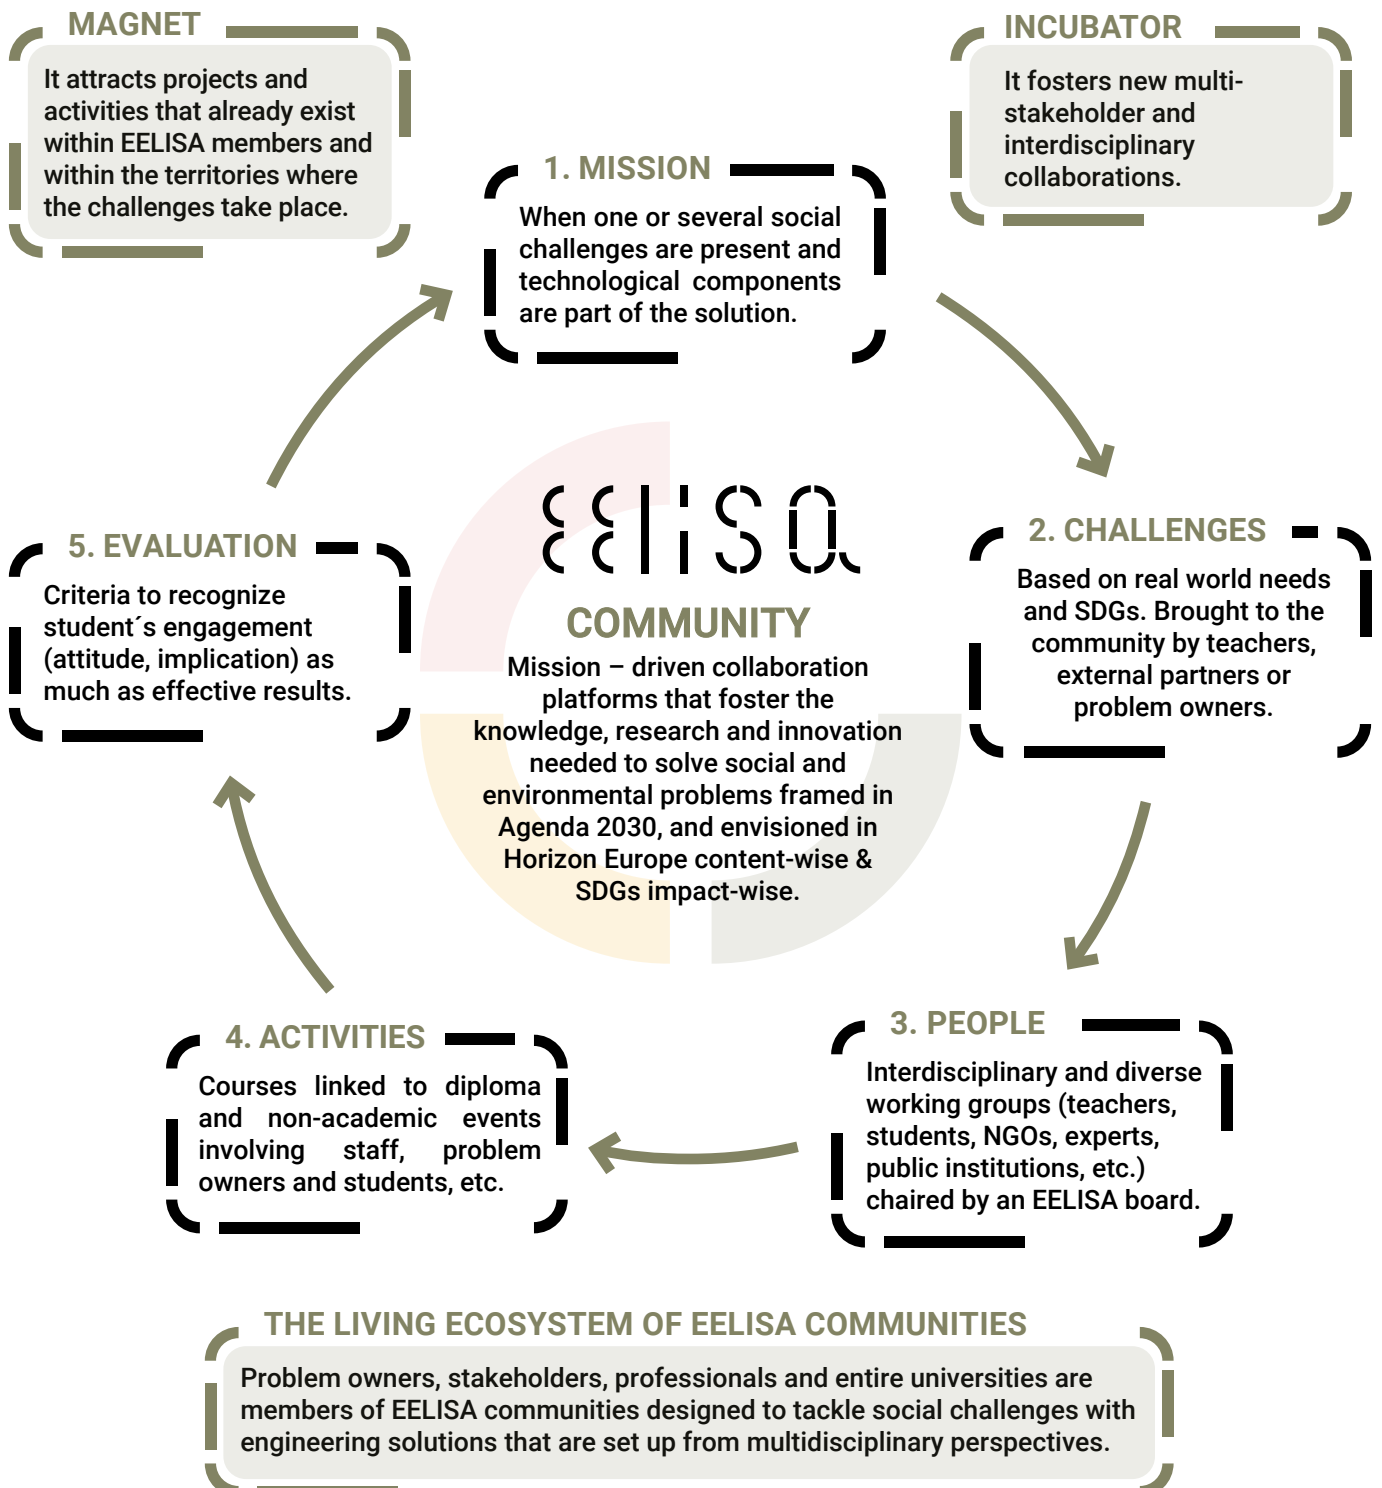 MAGNET
It attracts projects and
activities that already exist
within EELISA members and
within the territories where
the challenges take place.
INCUBATOR
It fosters new multi-
stakeholder and
interdisciplinary
collaborations.
1. MISSION
When one or several social
challenges are present and
technological components
are part of the solution.
2. CHALLENGES
Based on real world needs
and SDGs. Brought to the
community by teachers,
external partners or
problem owners.
5. EVALUATION
Criteria to recognize
student´s engagement
(attitude, implication) as
much as effective results.
EELISA
COMMUNITY
Mission – driven collaboration
platforms that foster the
knowledge, research and innovation
needed to solve social and
environmental problems framed in
Agenda 2030, and envisioned in
Horizon Europe content-wise &
SDGs impact-wise.
4. ACTIVITIES
Courses linked to diploma
and non-academic events
involving staff, problem
owners and students, etc.
3. PEOPLE
Interdisciplinary and diverse
working groups (teachers,
students, NGOs, experts,
public institutions, etc.)
chaired by an EELISA board.
THE LIVING ECOSYSTEM OF EELISA COMMUNITIES
Problem owners, stakeholders, professionals and entire universities are
members of EELISA communities designed to tackle social challenges with
engineering solutions that are set up from multidisciplinary perspectives.